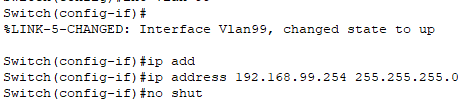 Switch(config-if)#
%LINK-5-CHANGED: Interface Vlan99, changed state to up
Switch(config-if)#ip add
Switch(config-if)#ip address 192.168.99.254 255.255.255.0
Switch(config-if)#no shut